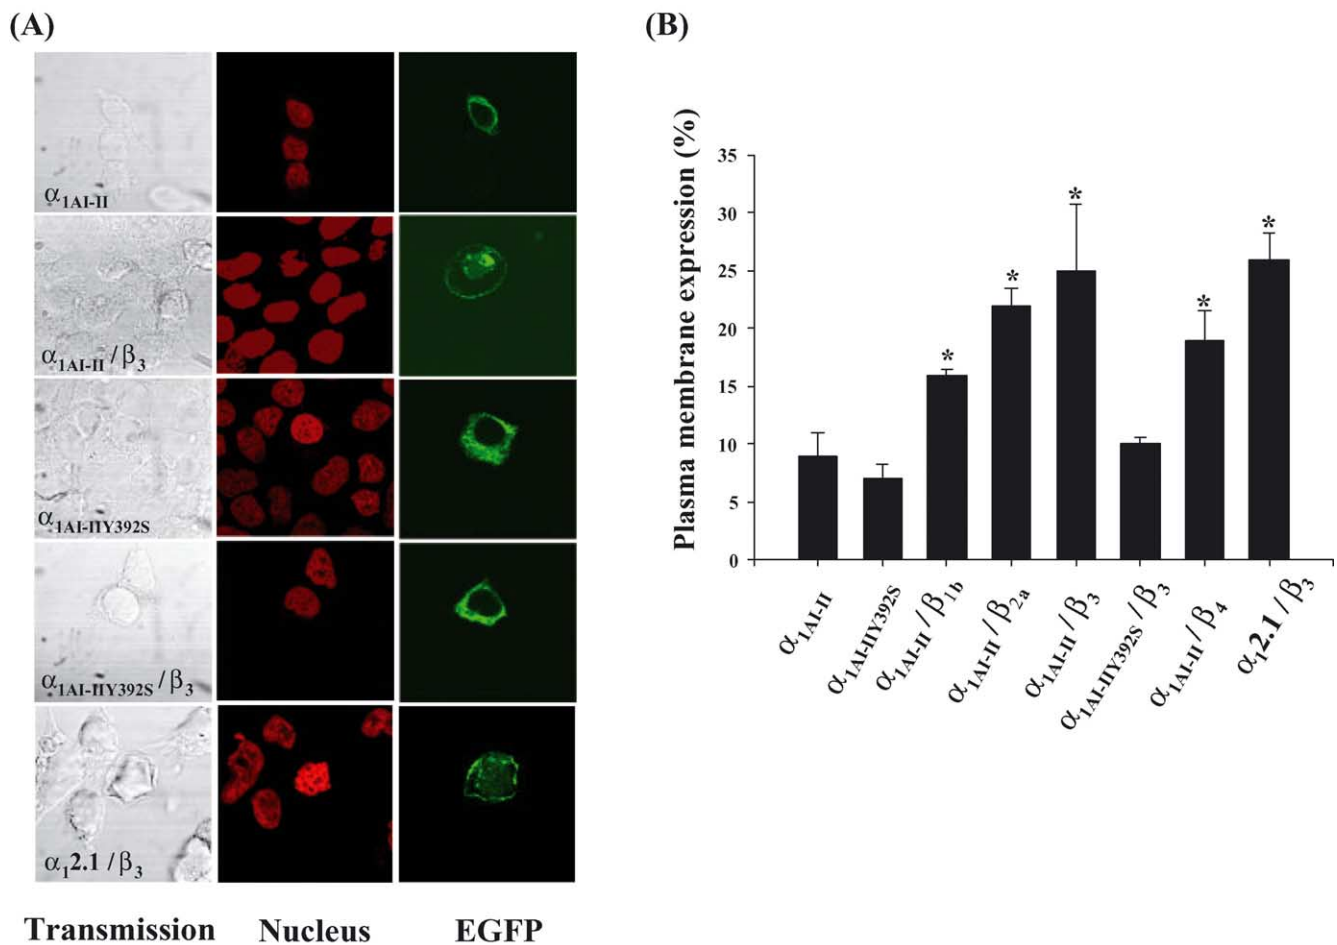 (A)
α1AI-II
α1AI-II / β3
α1AI-IIY392S
α1AI-IIY392S / β3
α12.1 / β3
Transmission Nucleus EGFP
(B)
Plasma membrane expression (%)
35
30
25
20
15
10
5
0
*
*
*
*
*
α1AI-II
α1AI-IIY392S
α1AI-II / β1b
α1AI-II / β2a
α1AI-II / β3
α1AI-IIY392S / β3
α1AI-II / β4
α12.1 / β3